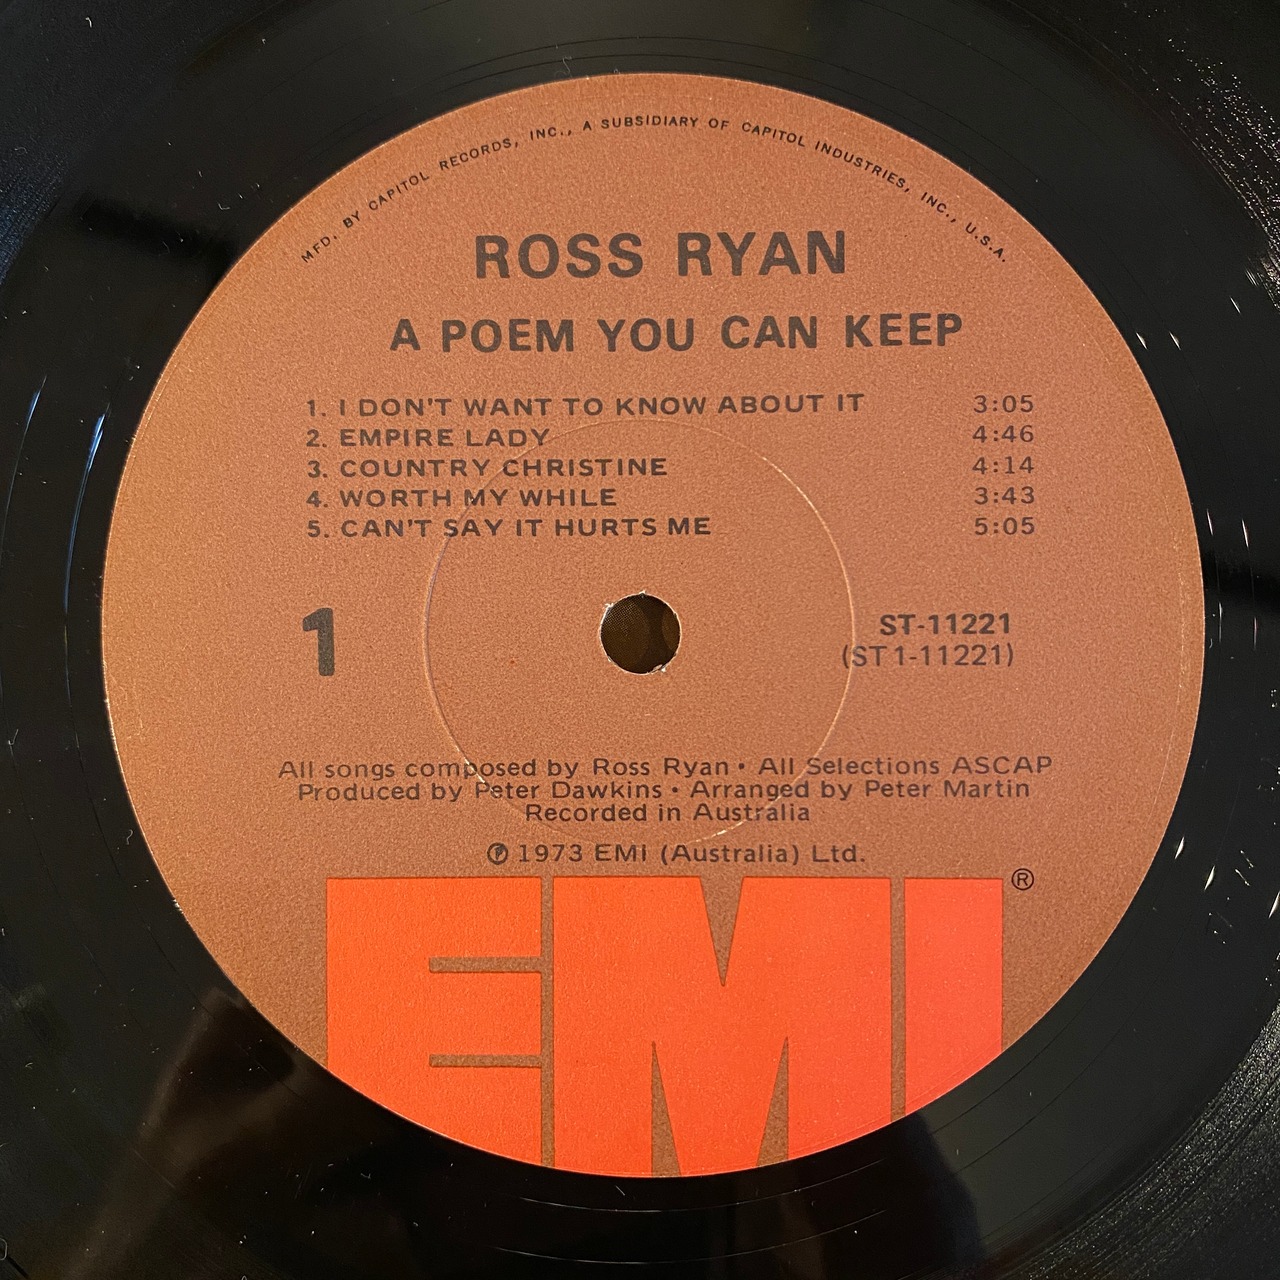 MFD. BY CAPITOL RECORDS, INC., A SUBSIDIARY OF CAPITOL INDUSTRIES, INC., U.S.A.
ROSS RYAN
A POEM YOU CAN KEEP
1. I DON'T WANT TO KNOW ABOUT IT 3:05
2. EMPIRE LADY 4:46
3. COUNTRY CHRISTINE 4:14
4. WORTH MY WHILE 3:43
5. CAN'T SAY IT HURTS ME 5:05
1
ST-11221
(ST 1-11221)
All songs composed by Ross Ryan • All Selections ASCAP
Produced by Peter Dawkins • Arranged by Peter Martin
Recorded in Australia
℗ 1973 EMI (Australia) Ltd.
EMI ®